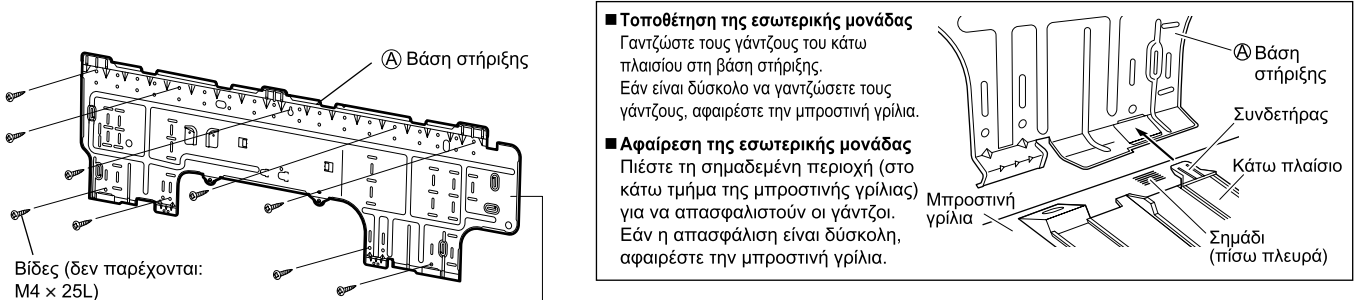 Ⓐ Βάση στήριξης
Βίδες (δεν παρέχονται:
M4 × 25L)
■ Τοποθέτηση της εσωτερικής μονάδας
Γαντζώστε τους γάντζους του κάτω
πλαισίου στη βάση στήριξης.
Εάν είναι δύσκολο να γαντζώσετε τους
γάντζους, αφαιρέστε την μπροστινή γρίλια.
■ Αφαίρεση της εσωτερικής μονάδας
Πιέστε τη σημαδεμένη περιοχή (στο
κάτω τμήμα της μπροστινής γρίλιας)
για να απασφαλιστούν οι γάντζοι.
Εάν η απασφάλιση είναι δύσκολη,
αφαιρέστε την μπροστινή γρίλια.
Ⓐ Βάση
στήριξης
Συνδετήρας
Κάτω πλαίσιο
Μπροστινή
γρίλια
Σημάδι
(πίσω πλευρά)